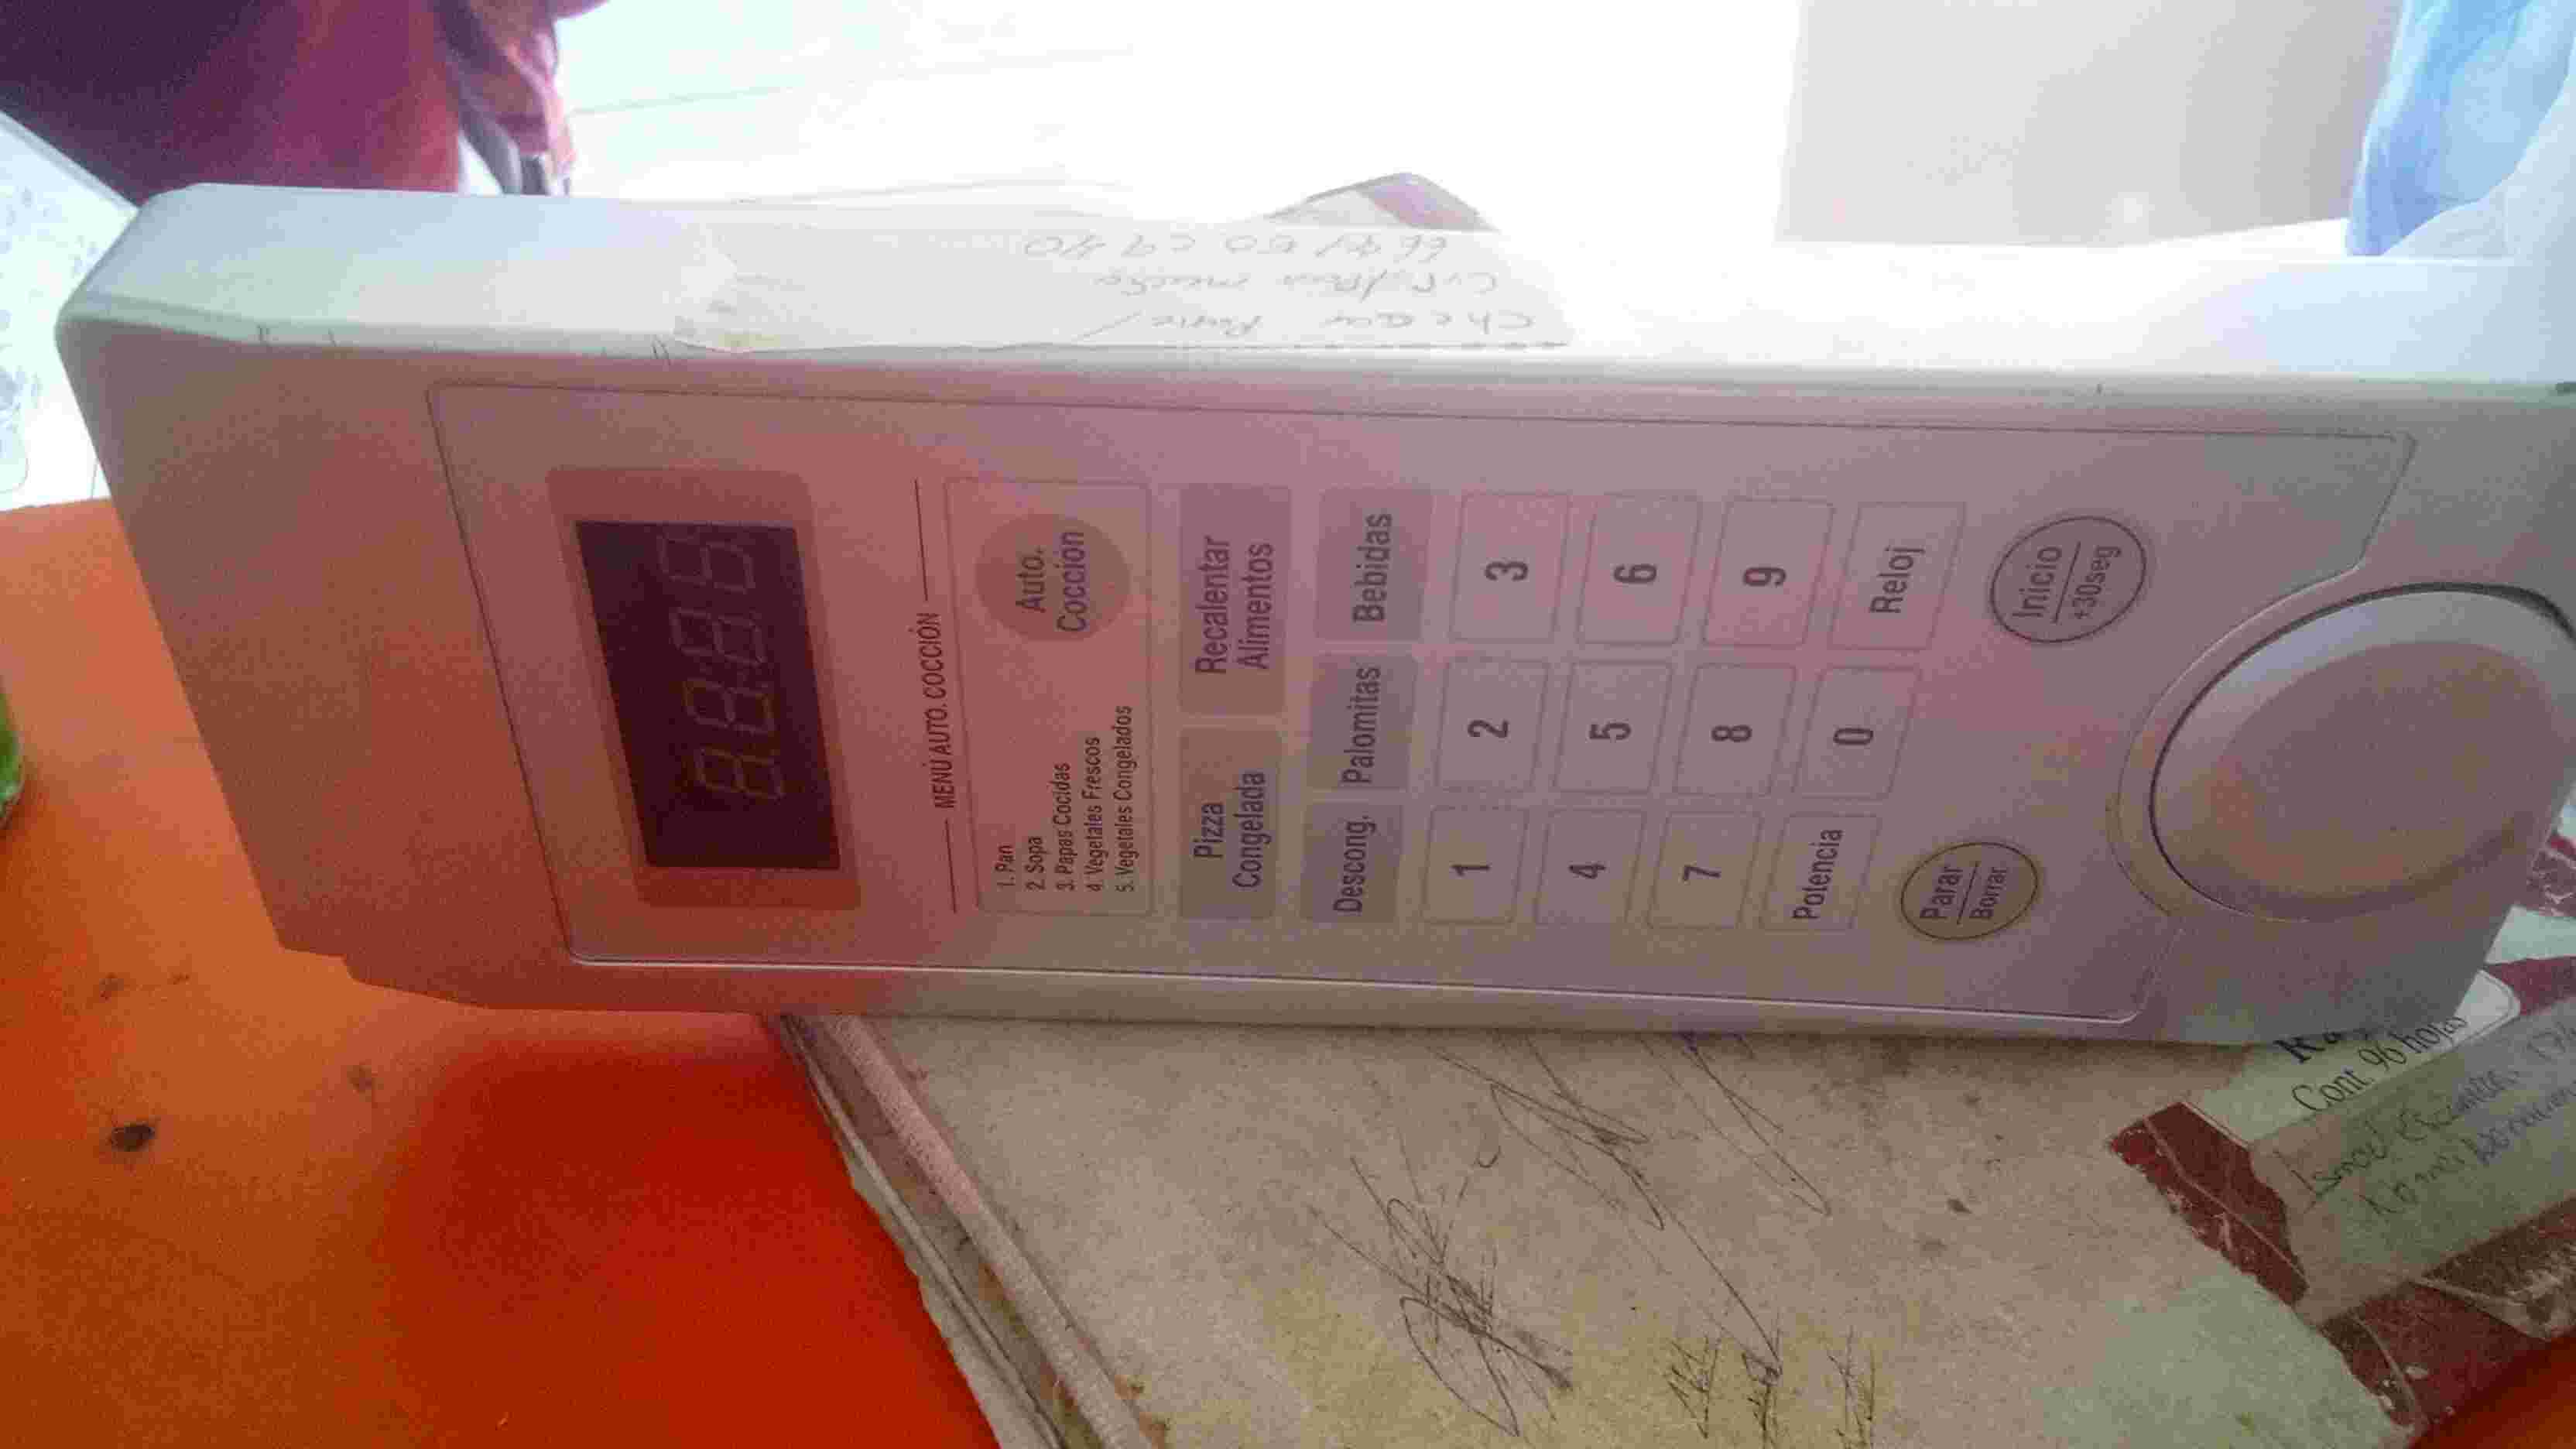 MENÚ AUTO. COCCIÓN
1. Pan
2. Sopa
3. Papas Cocidas
4. Vegetales Frescos
5. Vegetales Congelados
Auto.
Cocción
Pizza
Congelada
Recalentar
Alimentos
Descong.
Palomitas
Bebidas
1
2
3
4
5
6
7
8
9
Potencia
0
Reloj
Parar
Borrar
Inicio
+30seg
Checar
Cont. 96 hojas